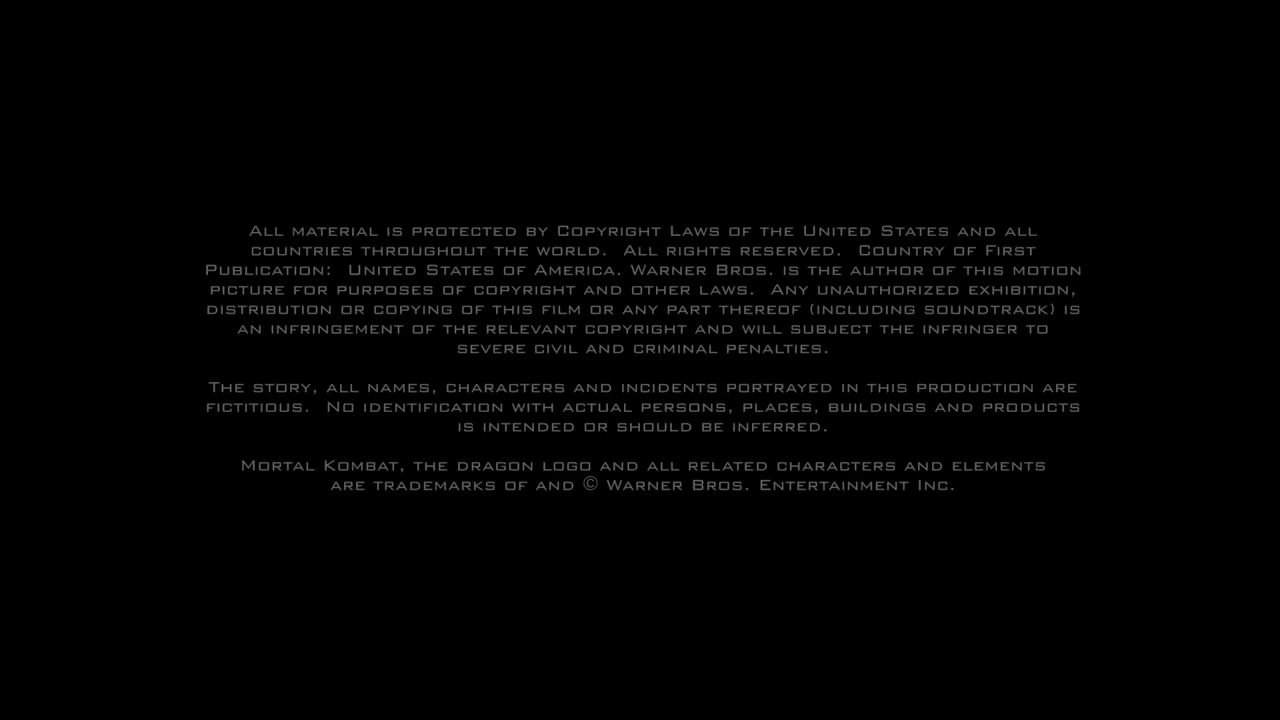 All material is protected by Copyright Laws of the United States and all
countries throughout the world.  All rights reserved.  Country of First
Publication:  United States of America. Warner Bros. is the author of this motion
picture for purposes of copyright and other laws.  Any unauthorized exhibition,
distribution or copying of this film or any part thereof (including soundtrack) is
an infringement of the relevant copyright and will subject the infringer to
severe civil and criminal penalties.
The story, all names, characters and incidents portrayed in this production are
fictitious.  No identification with actual persons, places, buildings and products
is intended or should be inferred.
Mortal Kombat, the dragon logo and all related characters and elements
are trademarks of and © Warner Bros. Entertainment Inc.